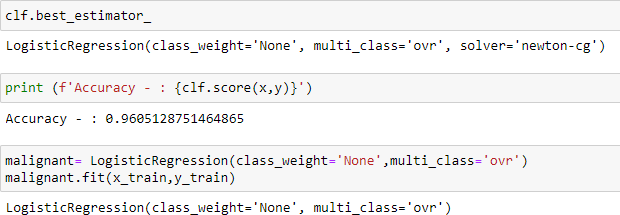 clf.best_estimator_
LogisticRegression(class_weight='None', multi_class='ovr', solver='newton-cg')
print (f'Accuracy - : {clf.score(x,y)}')
Accuracy - : 0.9605128751464865
malignant= LogisticRegression(class_weight='None',multi_class='ovr')
malignant.fit(x_train,y_train)
LogisticRegression(class_weight='None', multi_class='ovr')